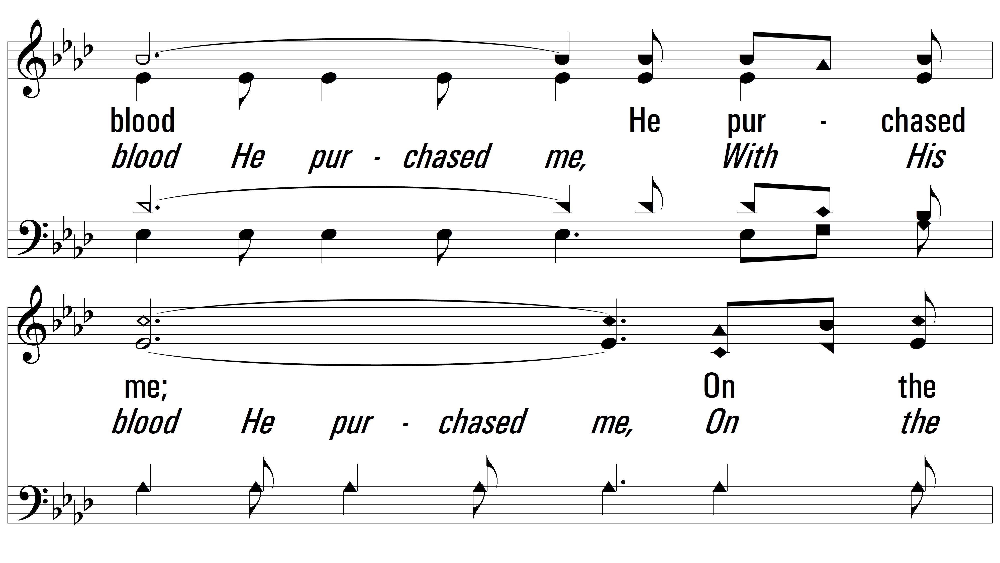 blood He pur - chased
blood He pur - chased me, With His
me; On the
blood He pur - chased me, On the